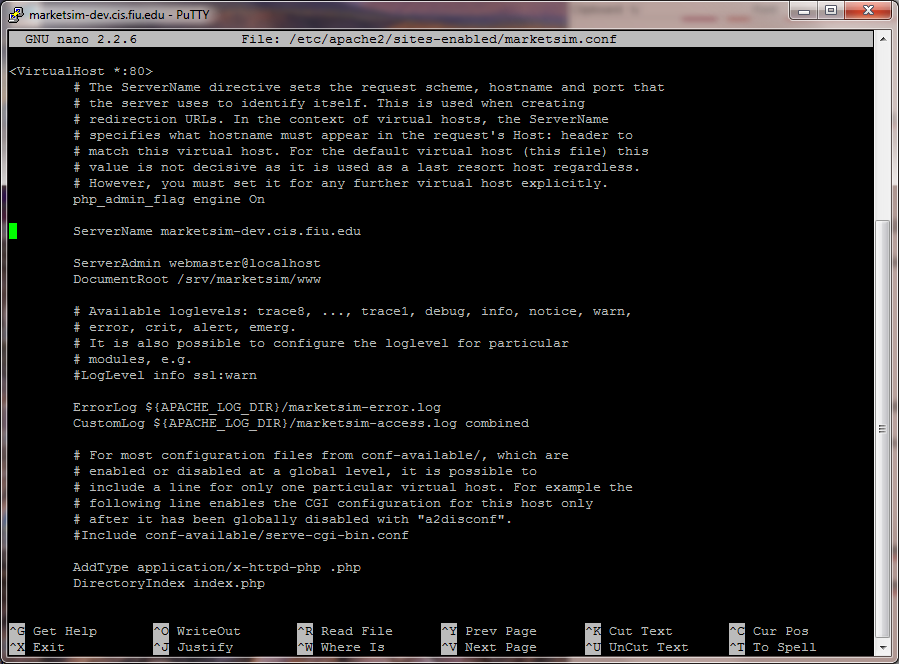 marketsim-dev.cis.fiu.edu - PuTTY
GNU nano 2.2.6 File: /etc/apache2/sites-enabled/marketsim.conf
<VirtualHost *:80>
# The ServerName directive sets the request scheme, hostname and port that
# the server uses to identify itself. This is used when creating
# redirection URLs. In the context of virtual hosts, the ServerName
# specifies what hostname must appear in the request's Host: header to
# match this virtual host. For the default virtual host (this file) this
# value is not decisive as it is used as a last resort host regardless.
# However, you must set it for any further virtual host explicitly.
php_admin_flag engine On
ServerName marketsim-dev.cis.fiu.edu
ServerAdmin webmaster@localhost
DocumentRoot /srv/marketsim/www
# Available loglevels: trace8, ..., trace1, debug, info, notice, warn,
# error, crit, alert, emerg.
# It is also possible to configure the loglevel for particular
# modules, e.g.
#LogLevel info ssl:warn
ErrorLog ${APACHE_LOG_DIR}/marketsim-error.log
CustomLog ${APACHE_LOG_DIR}/marketsim-access.log combined
# For most configuration files from conf-available/, which are
# enabled or disabled at a global level, it is possible to
# include a line for only one particular virtual host. For example the
# following line enables the CGI configuration for this host only
# after it has been globally disabled with "a2disconf".
#Include conf-available/serve-cgi-bin.conf
AddType application/x-httpd-php .php
DirectoryIndex index.php
^G Get Help ^O WriteOut ^R Read File ^Y Prev Page ^K Cut Text ^C Cur Pos
^X Exit ^J Justify ^W Where Is ^V Next Page ^U UnCut Text ^T To Spell